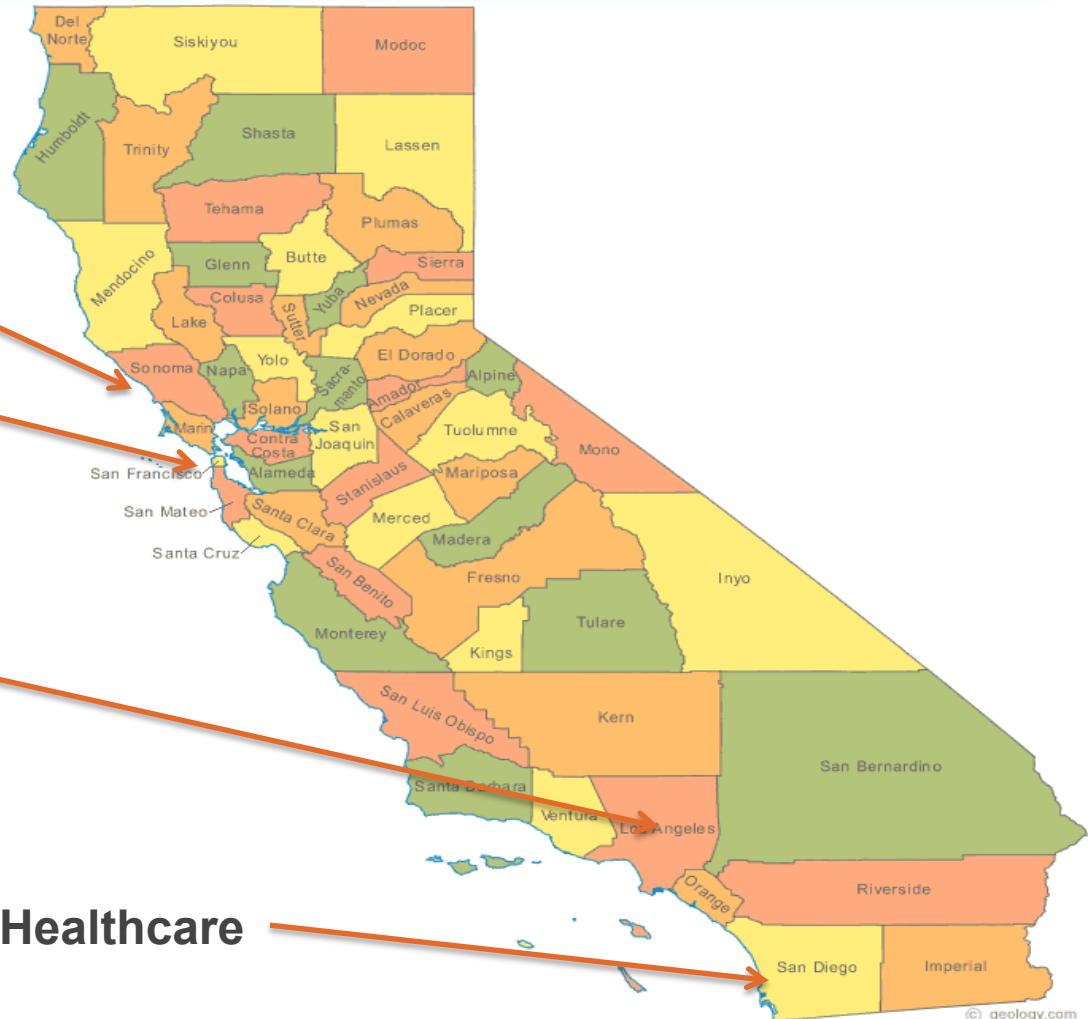 Del
Norte
Siskiyou
Modoc
Humboldt
Trinity
Shasta
Lassen
Tehama
Plumas
Mendocino
Glenn
Butte
Sierra
Colusa
Lake
Sutter
Yuba
Nevada
Placer
Sonoma
Napa
Yolo
El Dorado
Sacra-
manto
Amador
Alpine
Marin
Solano
Calaveras
Contra
Costa
San
Joaquin
Tuolumne
Mono
San Francisco
Alameda
Stanislaus
Mariposa
San Mateo
Santa Clara
Merced
Madera
Santa Cruz
San Benito
Fresno
Inyo
Monterey
Kings
Tulare
San Luis Obispo
Kern
San Bernardino
Santa Barbara
Ventura
Los Angeles
Orange
Riverside
Healthcare
San Diego
Imperial
(C) geology.com